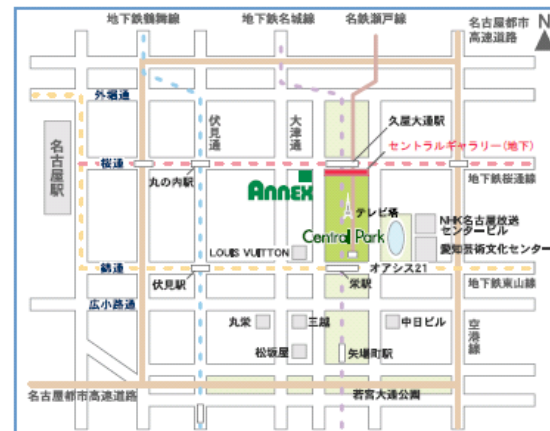 地下鉄鶴舞線
地下鉄名城線
名鉄瀬戸線
名古屋都市
高速道路
N
外堀通
伏見通
大津通
久屋大通駅
名古屋駅
桜通
セントラルギャラリー(地下)
丸の内駅
地下鉄桜通線
ANNEX
テレビ塔
NHK名古屋放送
センタービル
Central Park
愛知芸術文化センター
LOUIS VUITTON
錦通
オアシス21
伏見駅
栄駅
地下鉄東山線
広小路通
丸栄
三越
中日ビル
空港線
松坂屋
矢場町駅
名古屋都市高速道路
若宮大通公園